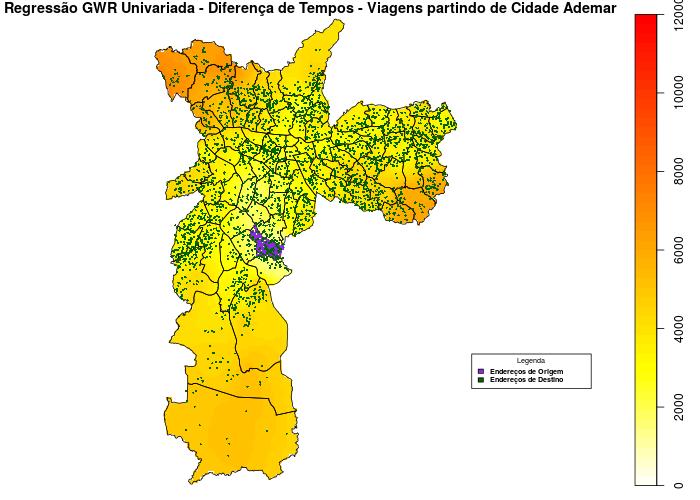 Regressão GWR Univariada - Diferença de Tempos - Viagens partindo de Cidade Ademar
12000
10000
8000
6000
4000
2000
0
Legenda
Endereços de Origem
Endereços de Destino